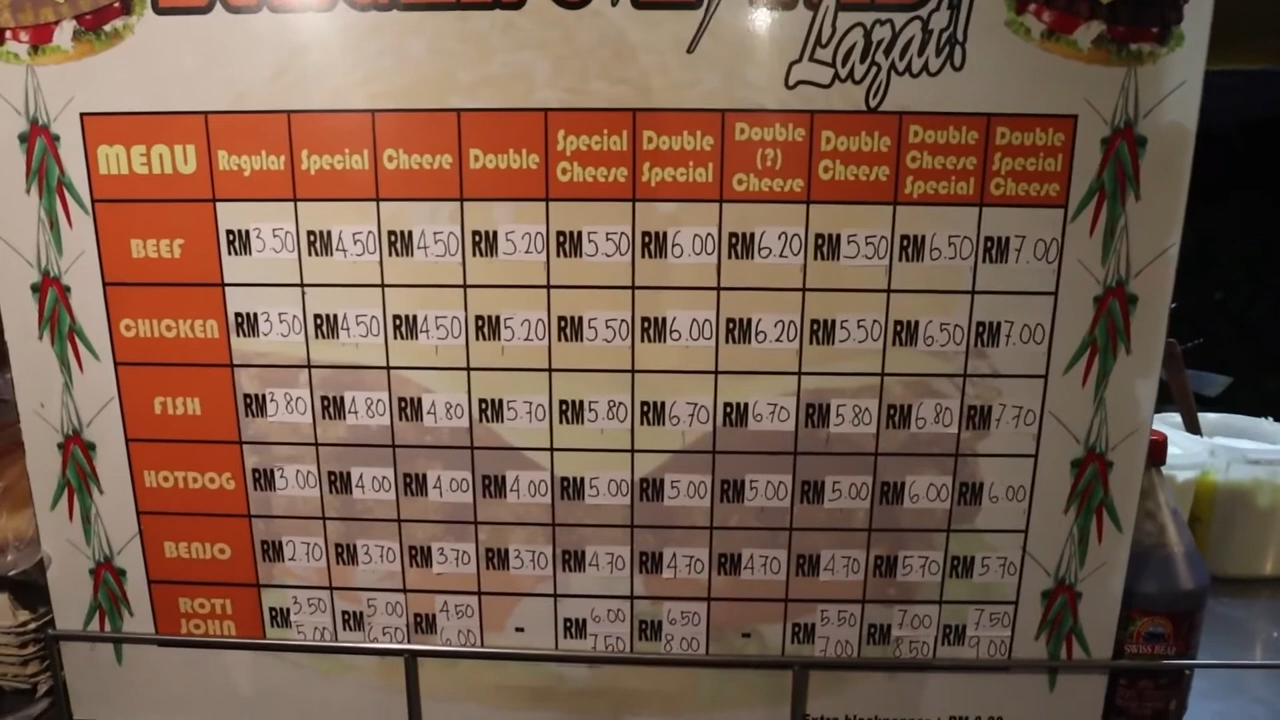 Lazat!
MENU Regular Special Cheese Double Special Cheese Double Special Double (?) Cheese Double Cheese Double Cheese Special Double Special Cheese
BEEF RM3.50 RM4.50 RM4.50 RM5.20 RM5.50 RM6.00 RM6.20 RM5.50 RM6.50 RM7.00
CHICKEN RM3.50 RM4.50 RM4.50 RM5.20 RM5.50 RM6.00 RM6.20 RM5.50 RM6.50 RM7.00
FISH RM3.80 RM4.80 RM4.80 RM5.70 RM5.80 RM6.70 RM6.70 RM5.80 RM6.80 RM7.70
HOTDOG RM3.00 RM4.00 RM4.00 RM4.00 RM5.00 RM5.00 RM5.00 RM5.00 RM6.00 RM6.00
BENJO RM2.70 RM3.70 RM3.70 RM3.70 RM4.70 RM4.70 RM4.70 RM4.70 RM5.70 RM5.70
ROTI JOHN RM 3.50 5.00 RM 5.00 6.50 RM 4.50 6.00 - RM 6.00 7.50 RM 6.50 8.00 - RM 5.50 7.00 RM 7.00 8.50 RM 7.50 9.00
SWISS